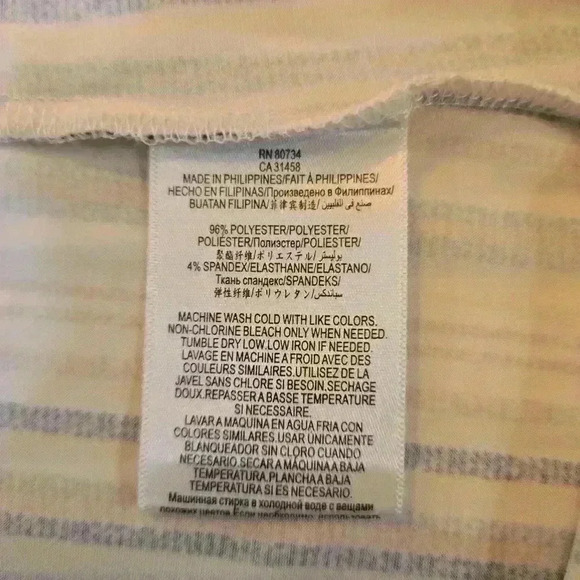 RN 80734
CA 31458
MADE IN PHILIPPINES/FAIT À PHILIPPINES/
HECHO EN FILIPINAS/Произведено в Филиппинах/
BUATAN FILIPINA/菲律宾制造/ صنع في الفلبيين
96% POLYESTER/POLYESTER/
POLIÉSTER/Полиэстер/POLIESTER/
聚酯纤维/ポリエステル/ بوليستر
4% SPANDEX/ELASTHANNE/ELASTANO/
Ткань спандекс/SPANDEKS/
弹性纤维/ポリウレタン/ سباندكس
MACHINE WASH COLD WITH LIKE COLORS.
NON-CHLORINE BLEACH ONLY WHEN NEEDED.
TUMBLE DRY LOW.LOW IRON IF NEEDED.
LAVAGE EN MACHINE A FROID AVEC DES
COULEURS SIMILAIRES.UTILISEZ DE LA
JAVEL SANS CHLORE SI BESOIN.SECHAGE
DOUX.REPASSER A BASSE TEMPERATURE
SI NECESSAIRE.
LAVAR A MAQUINA EN AGUA FRIA CON
COLORES SIMILARES.USAR UNICAMENTE
BLANQUEADOR SIN CLORO CUANDO
NECESARIO.SECAR A MAQUINA A BAJA
TEMPERATURA.PLANCHA A BAJA
TEMPERATURA SI ES NECESARIO.
Машинная стирка в холодной воде с вещами
похожих цветов.Если